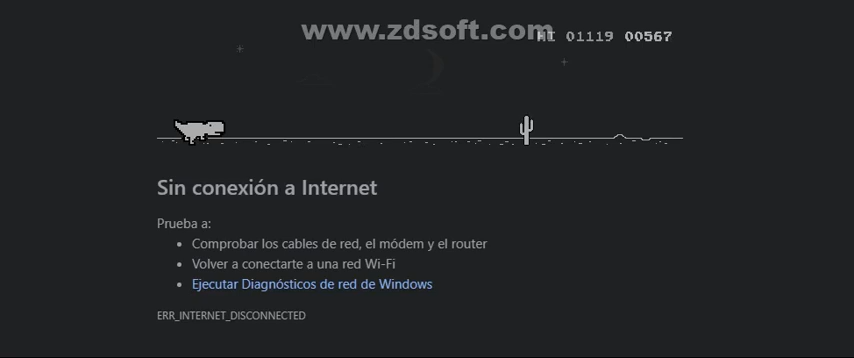 www.zdsoft.com
HI 01119 00567
Sin conexión a Internet
Prueba a:
• Comprobar los cables de red, el módem y el router
• Volver a conectarte a una red Wi-Fi
• Ejecutar Diagnósticos de red de Windows
ERR_INTERNET_DISCONNECTED